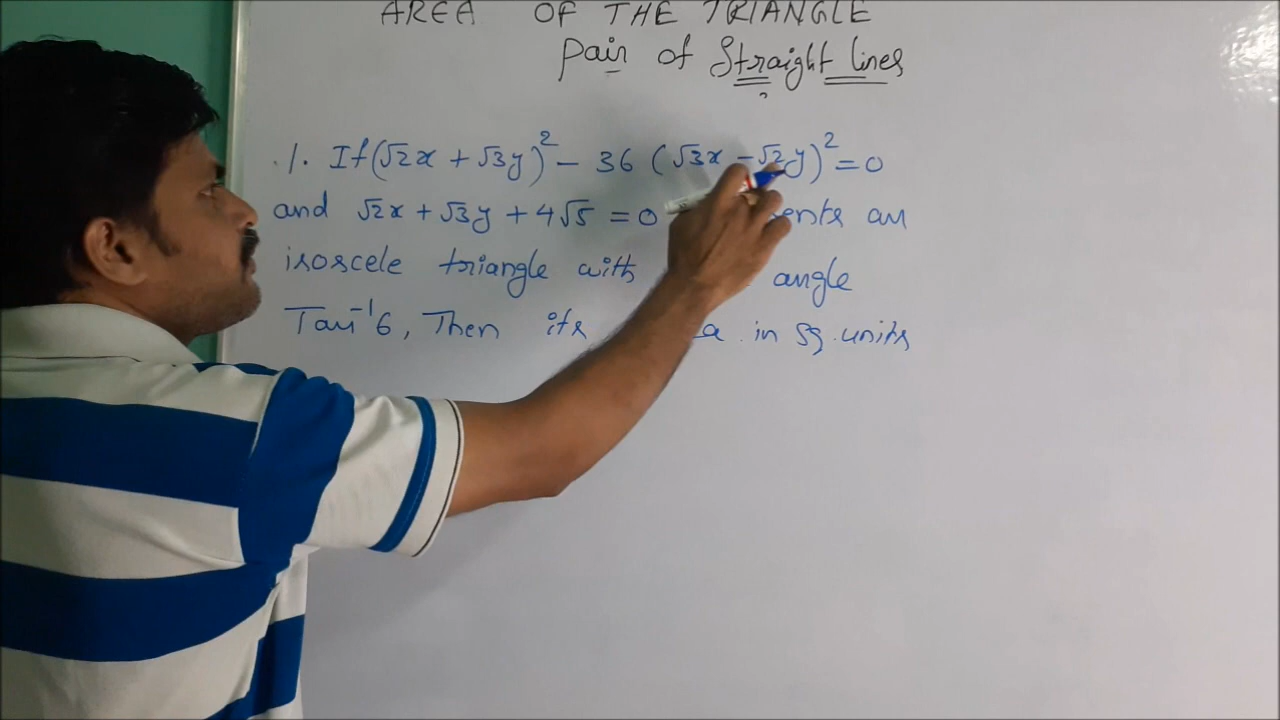 AREA OF THE TRIANGLE
Pair of Straight lines
1. If (√2x + √3y)² - 36 (√3x - √2y)² = 0
and √2x + √3y + 4√5 = 0 an
isoscele triangle with angle
Tan⁻¹6, Then its in sq.units